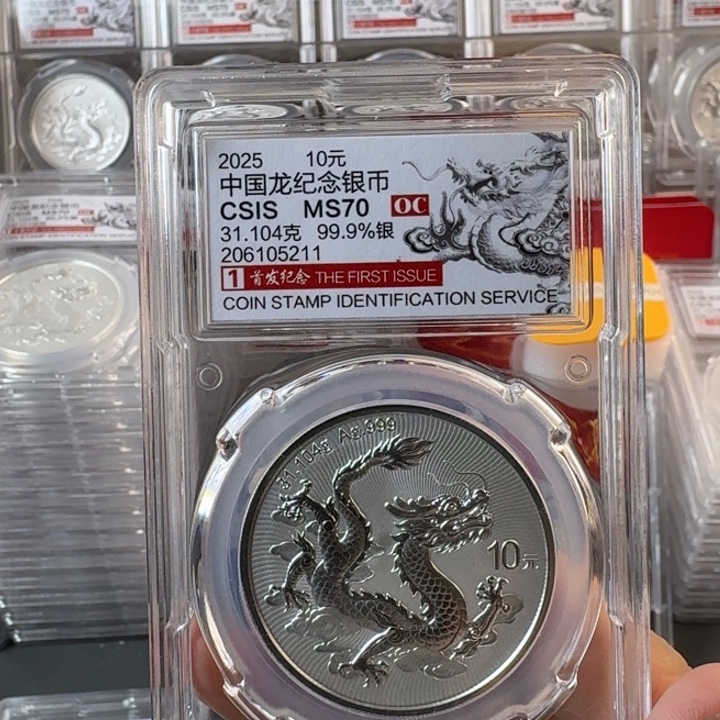 2025 10元
中国龙纪念银币
CSIS MS70 OC
31.104克 99.9%银
206105211
1 首发纪念 THE FIRST ISSUE
COIN STAMP IDENTIFICATION SERVICE
31.104g Ag.999
10元